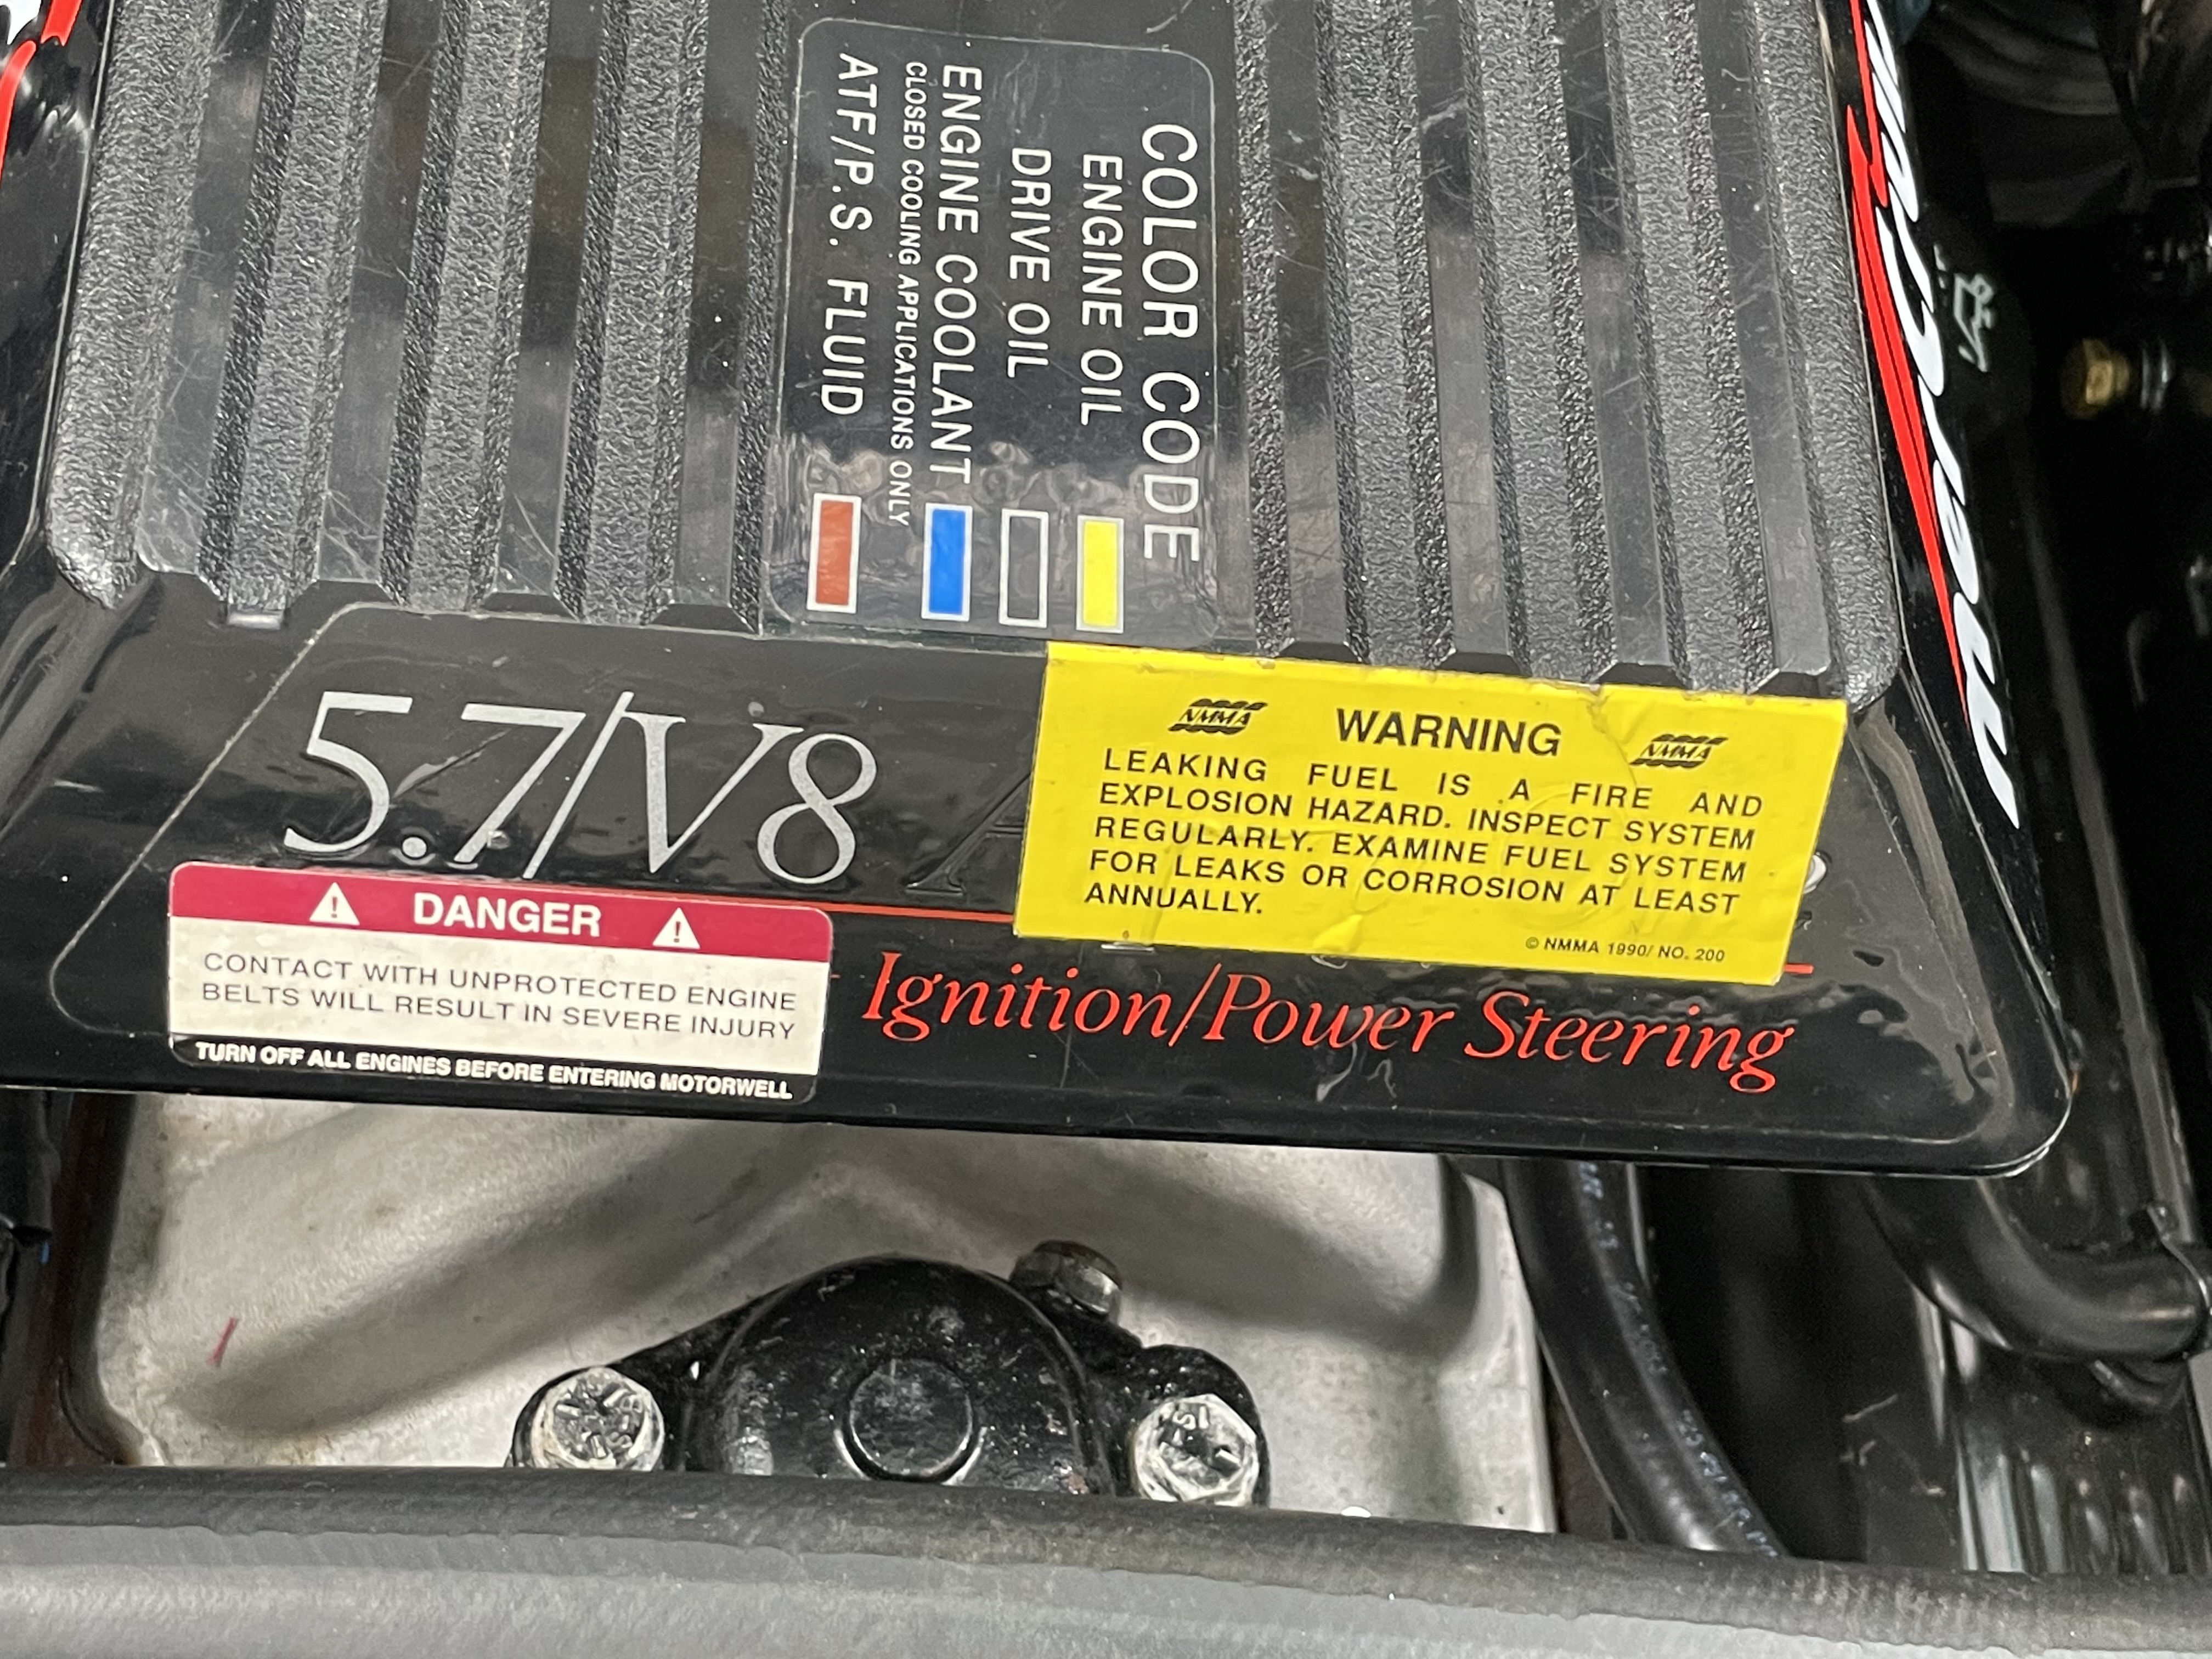 COLOR CODE
ENGINE OIL
DRIVE OIL
ENGINE COOLANT
CLOSED COOLING APPLICATIONS ONLY
ATF/P.S. FLUID
MerCruiser
5.7/V8
NMMA WARNING NMMA
LEAKING FUEL IS A FIRE AND
EXPLOSION HAZARD. INSPECT SYSTEM
REGULARLY. EXAMINE FUEL SYSTEM
FOR LEAKS OR CORROSION AT LEAST
ANNUALLY.
© NMMA 1990/ NO. 200
Ignition/Power Steering
DANGER
CONTACT WITH UNPROTECTED ENGINE
BELTS WILL RESULT IN SEVERE INJURY
TURN OFF ALL ENGINES BEFORE ENTERING MOTORWELL